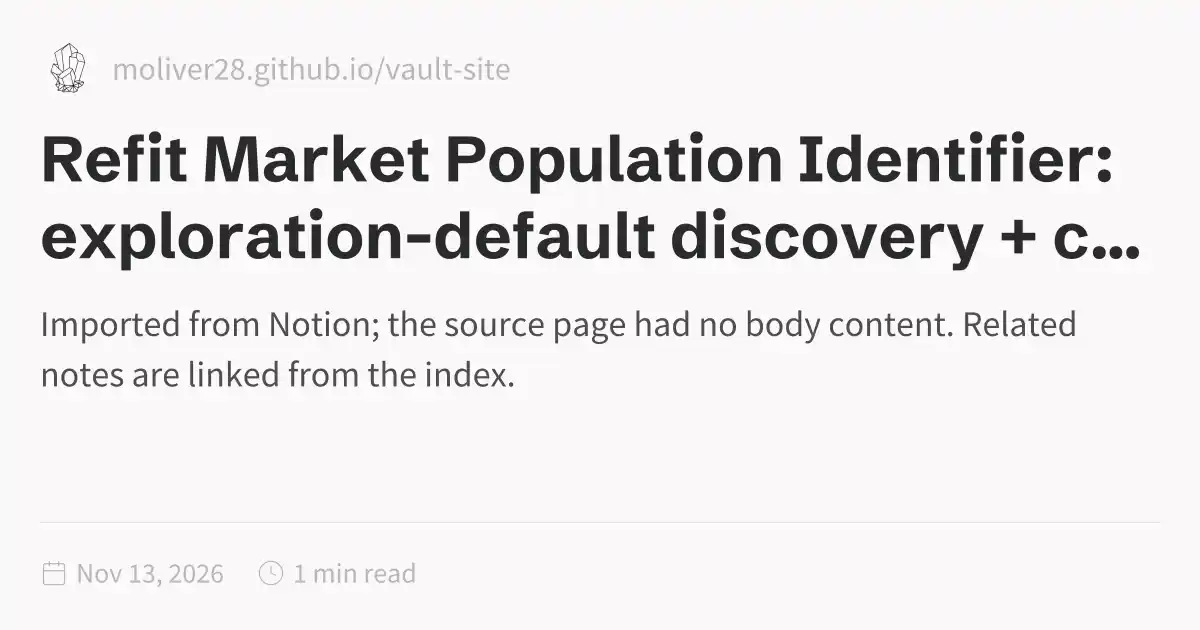 moliver28.github.io/vault-site
Refit Market Population Identifier:
exploration-default discovery + c...
Imported from Notion; the source page had no body content. Related
notes are linked from the index.
Nov 13, 2026 1 min read